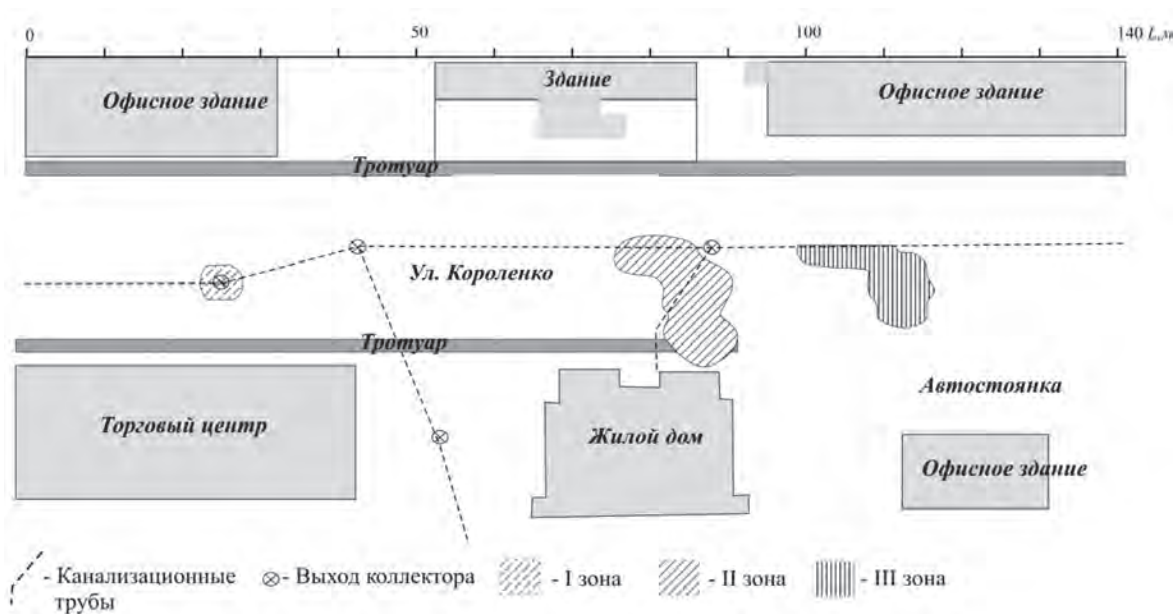 0 50 100 140 L, м
Офисное здание
Здание
Офисное здание
Тротуар
Ул. Короленко
Тротуар
Автостоянка
Торговый центр
Жилой дом
Офисное здание
- Канализационные
трубы
- Выход коллектора
- I зона
- II зона
- III зона